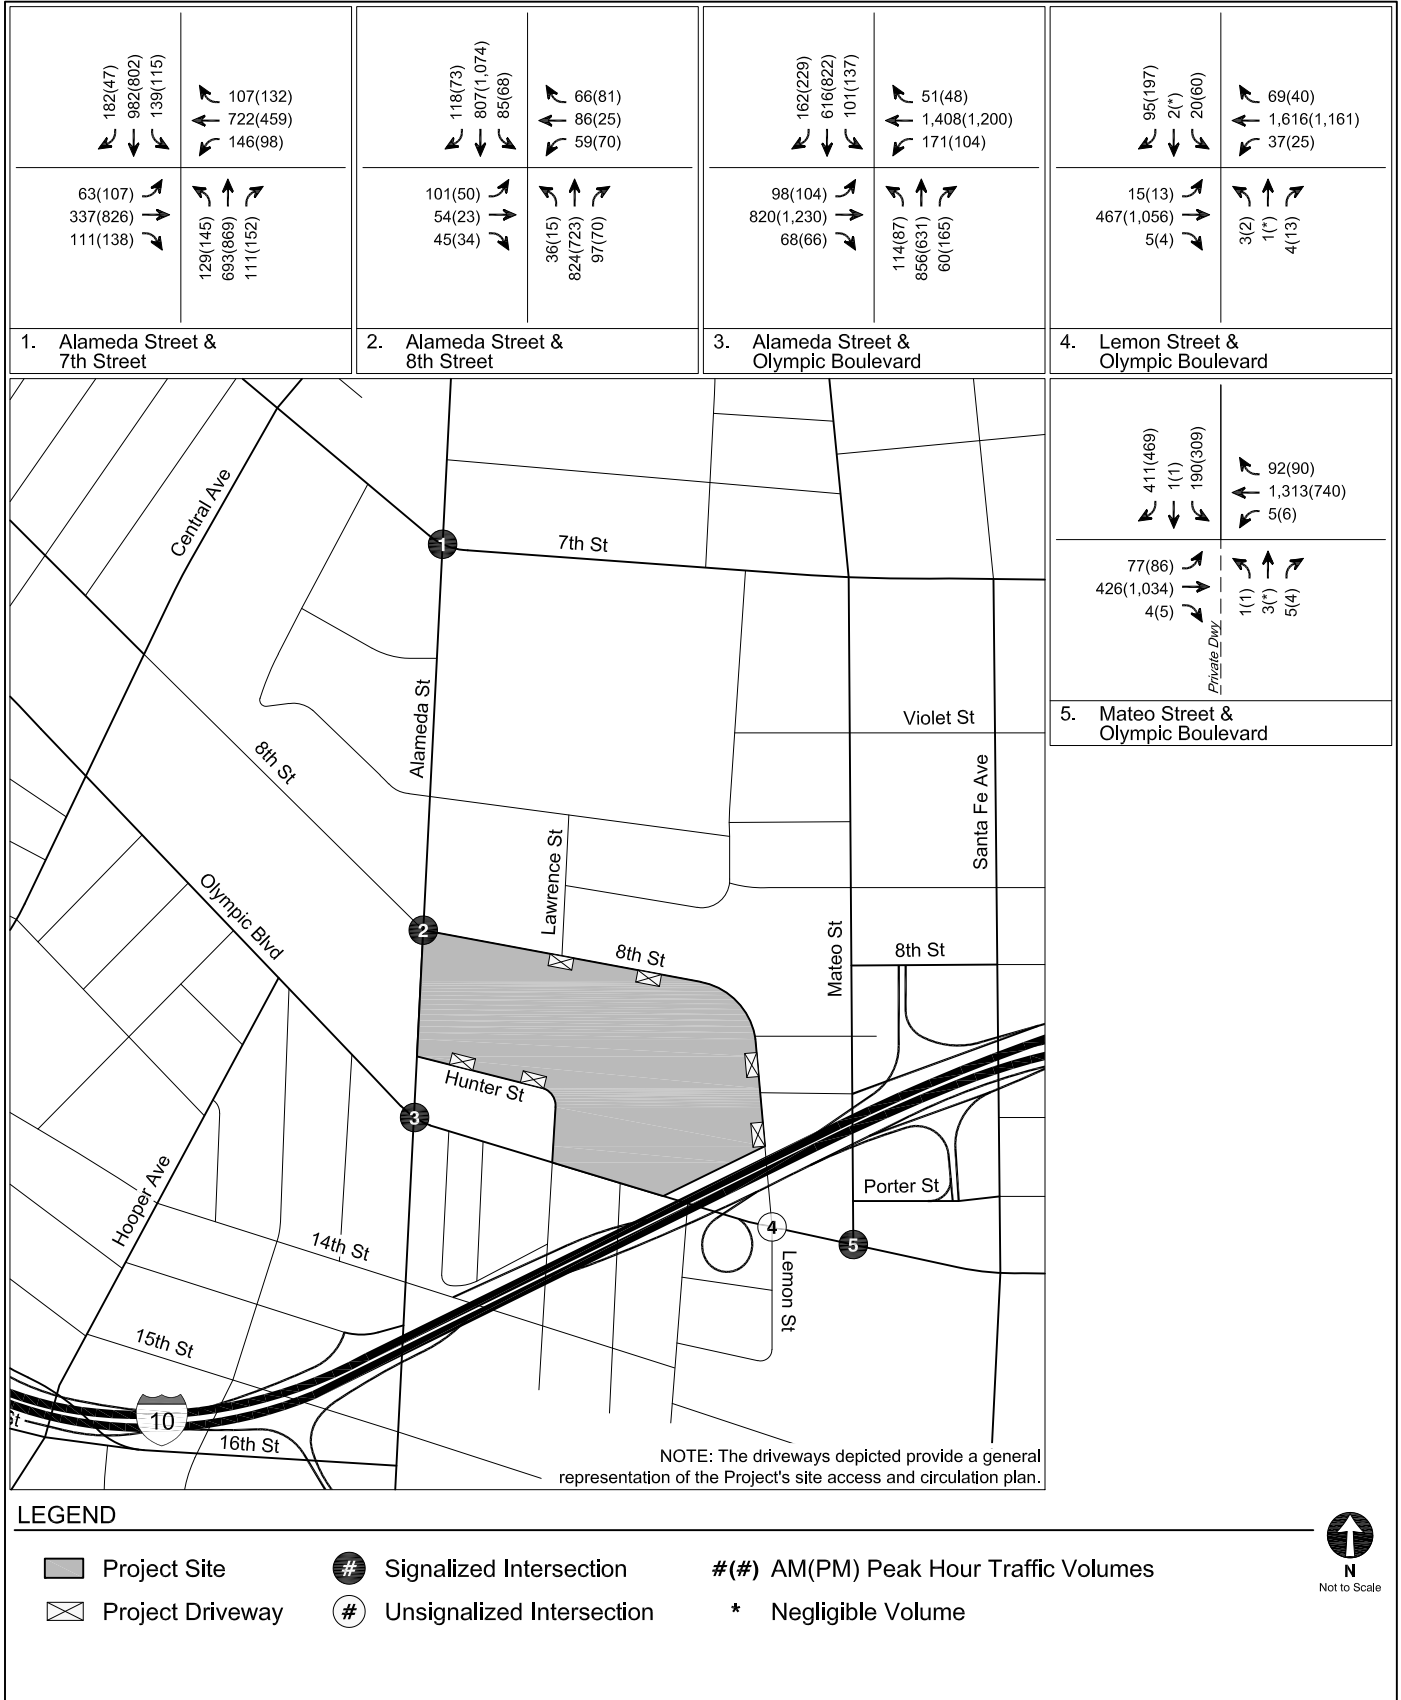 182(47)
982(802)
139(115)
107(132)
722(459)
146(98)
63(107)
337(826)
111(138)
129(145)
693(869)
111(152)
1. Alameda Street &
7th Street
118(73)
807(1,074)
85(68)
66(81)
86(25)
59(70)
101(50)
54(23)
45(34)
36(15)
824(723)
97(70)
2. Alameda Street &
8th Street
162(229)
616(822)
101(137)
51(48)
1,408(1,200)
171(104)
98(104)
820(1,230)
68(66)
114(87)
856(631)
60(165)
3. Alameda Street &
Olympic Boulevard
95(197)
2(*)
20(60)
69(40)
1,616(1,161)
37(25)
15(13)
467(1,056)
5(4)
3(2)
1(*)
4(13)
4. Lemon Street &
Olympic Boulevard
411(469)
1(1)
190(309)
92(90)
1,313(740)
5(6)
77(86)
426(1,034)
4(5)
1(1)
3(*)
5(4)
Private Dwy
5. Mateo Street &
Olympic Boulevard
Central Ave
1
7th St
Alameda St
8th St
Violet St
Santa Fe Ave
Lawrence St
Olympic Blvd
2
8th St
Mateo St
8th St
Hunter St
3
Hooper Ave
Porter St
4
5
14th St
Lemon St
15th St
10
St
16th St
NOTE: The driveways depicted provide a general
representation of the Project's site access and circulation plan.
LEGEND
Project Site
# Signalized Intersection
#(#) AM(PM) Peak Hour Traffic Volumes
Project Driveway
# Unsignalized Intersection
* Negligible Volume
N
Not to Scale